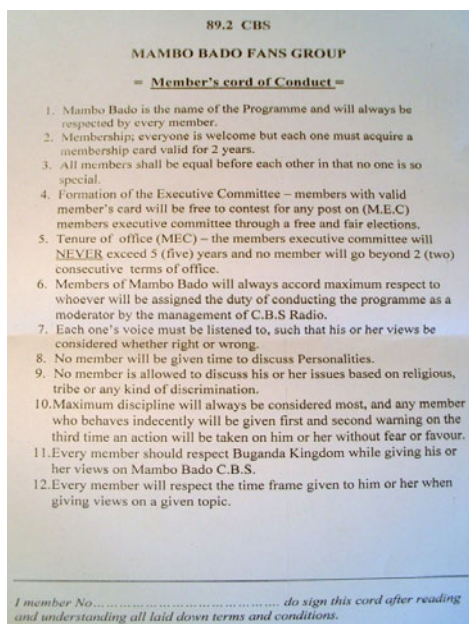 89.2 CBS
MAMBO BADO FANS GROUP
= Member's cord of Conduct =
1. Mambo Bado is the name of the Programme and will always be
respected by every member.
2. Membership; everyone is welcome but each one must acquire a
membership card valid for 2 years.
3. All members shall be equal before each other in that no one is so
special.
4. Formation of the Executive Committee – members with valid
member's card will be free to contest for any post on (M.E.C)
members executive committee through a free and fair elections.
5. Tenure of office (MEC) – the members executive committee will
NEVER exceed 5 (five) years and no member will go beyond 2 (two)
consecutive terms of office.
6. Members of Mambo Bado will always accord maximum respect to
whoever will be assigned the duty of conducting the programme as a
moderator by the management of C.B.S Radio.
7. Each one's voice must be listened to, such that his or her views be
considered whether right or wrong.
8. No member will be given time to discuss Personalities.
9. No member is allowed to discuss his or her issues based on religious,
tribe or any kind of discrimination.
10.Maximum discipline will always be considered most, and any member
who behaves indecently will be given first and second warning on the
third time an action will be taken on him or her without fear or favour.
11.Every member should respect Buganda Kingdom while giving his or
her views on Mambo Bado C.B.S.
12.Every member will respect the time frame given to him or her when
giving views on a given topic.
I member No............................................ do sign this cord after reading
and understanding all laid down terms and conditions.